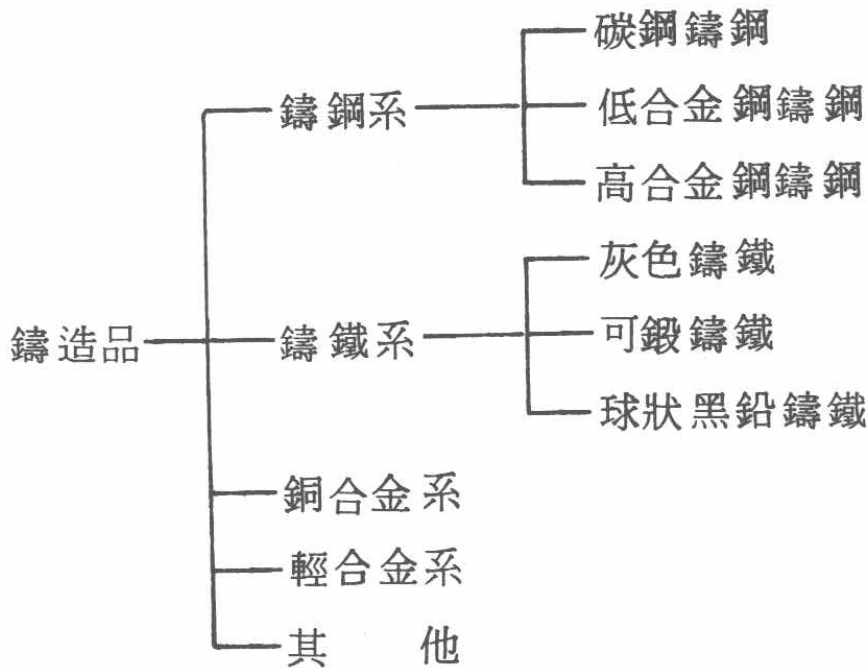 鑄造品
鑄鋼系
碳鋼鑄鋼
低合金鋼鑄鋼
高合金鋼鑄鋼
鑄鐵系
灰色鑄鐵
可鍛鑄鐵
球狀黑鉛鑄鐵
銅合金系
輕合金系
其他